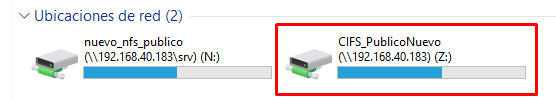 Ubicaciones de red (2)
nuevo_nfs_publico
(\\192.168.40.183\srv) (N:)
CIFS_PublicoNuevo
(\\192.168.40.183) (Z:)